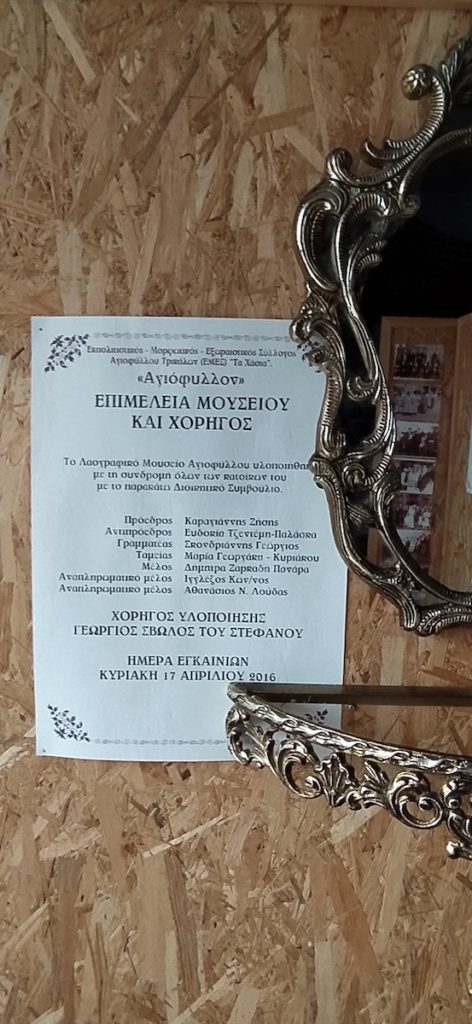 Εκπολιτιστικός - Μορφωτικός - Εξωραϊστικός Σύλλογος
Αγιοφύλλου Τρικάλων (ΕΜΕΣ) "Τα Χάσια".
«Αγιόφυλλον»
ΕΠΙΜΕΛΕΙΑ ΜΟΥΣΕΙΟΥ
ΚΑΙ ΧΟΡΗΓΟΣ
Το Λαογραφικό Μουσείο Αγιοφύλλου υλοποιήθη
με τη συνδρομή όλων των κατοίκων του
με το παρακάτω Διοικητικό Συμβούλιο.
Πρόεδρος Καραγιάννης Ζήσης
Αντιπρόεδρος Ευδοξία Τζεντέμη-Παλάσκα
Γραμματέας Σκονδριάννης Γεώργιος
Ταμείας Μαρία Γεωργάκη - Κυριάκου
Μέλος Δήμητρα Ζαρκάδη Πανάρα
Αναπληρωματικό μέλος Ιγγλέζος Κων/νος
Αναπληρωματικό μέλος Αθανάσιος Ν. Λούδας
ΧΟΡΗΓΟΣ ΥΛΟΠΟΙΗΣΗΣ
ΓΕΩΡΓΙΟΣ ΣΒΩΛΟΣ ΤΟΥ ΣΤΕΦΑΝΟΥ
ΗΜΕΡΑ ΕΓΚΑΙΝΙΩΝ
ΚΥΡΙΑΚΗ 17 ΑΠΡΙΛΙΟΥ 2016